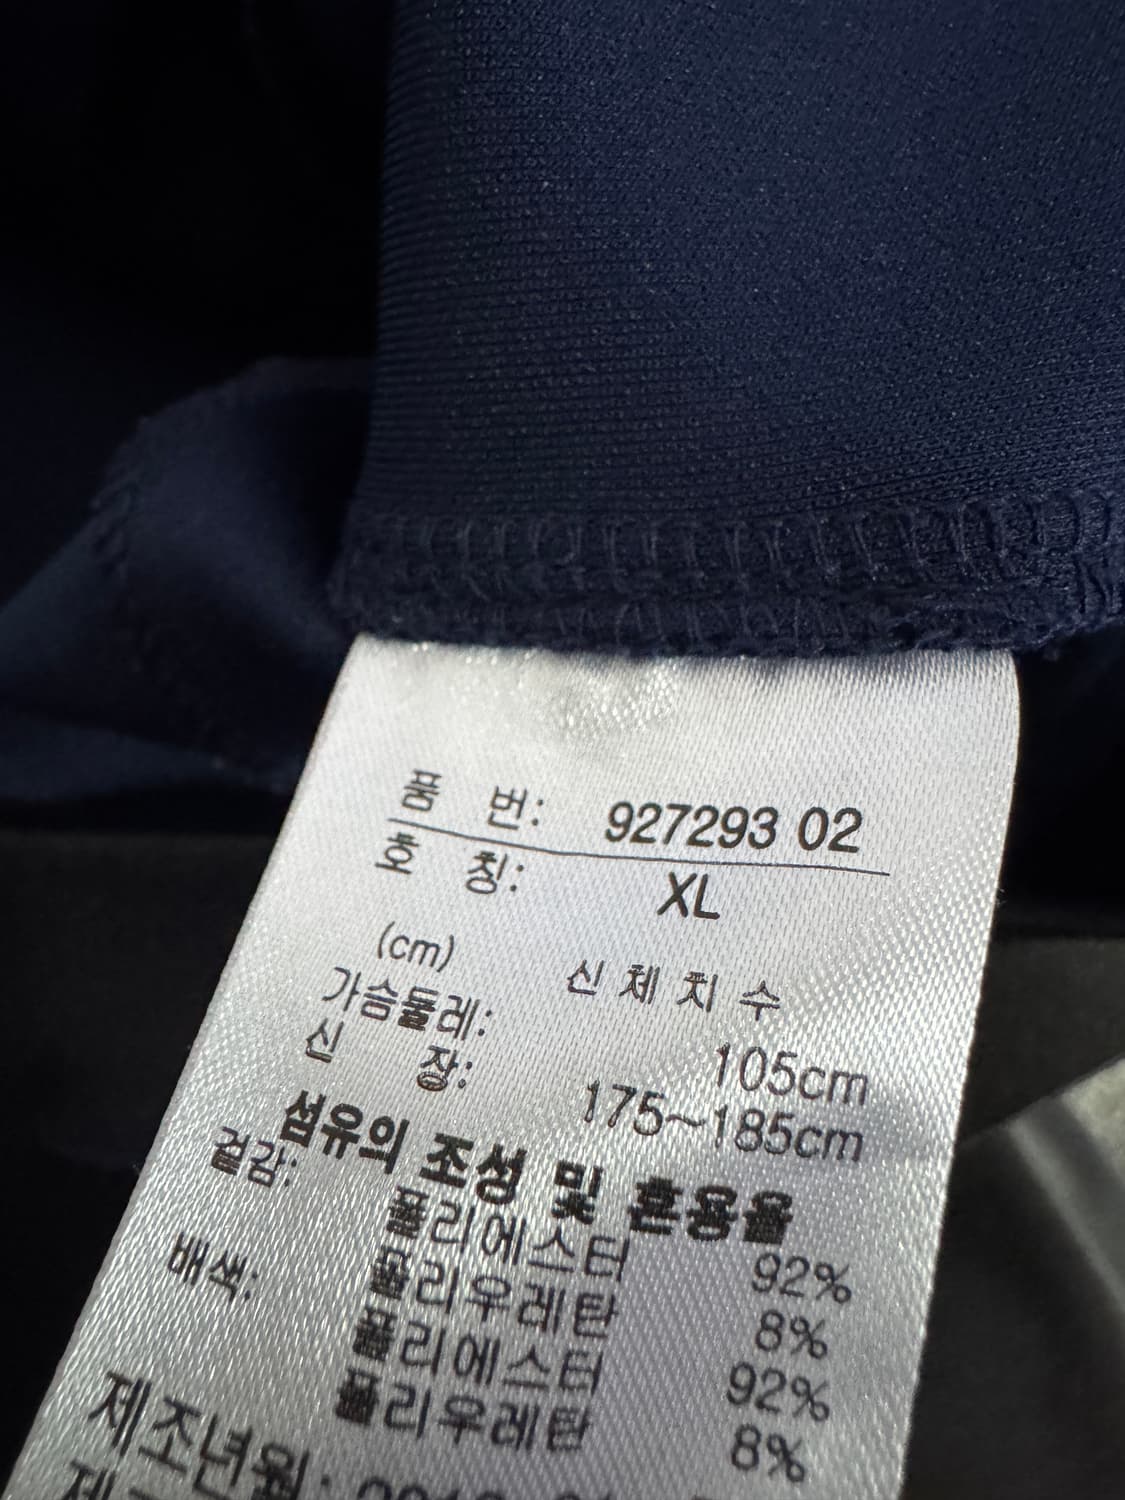 품 번: 927293 02
호 칭: XL
(cm) 신 체 치 수
가슴둘레: 105cm
신 장: 175~185cm
섬유의 조성 및 혼용율
겉감: 폴리에스터 92%
폴리우레탄 8%
배색: 폴리에스터 92%
폴리우레탄 8%
제조년월: